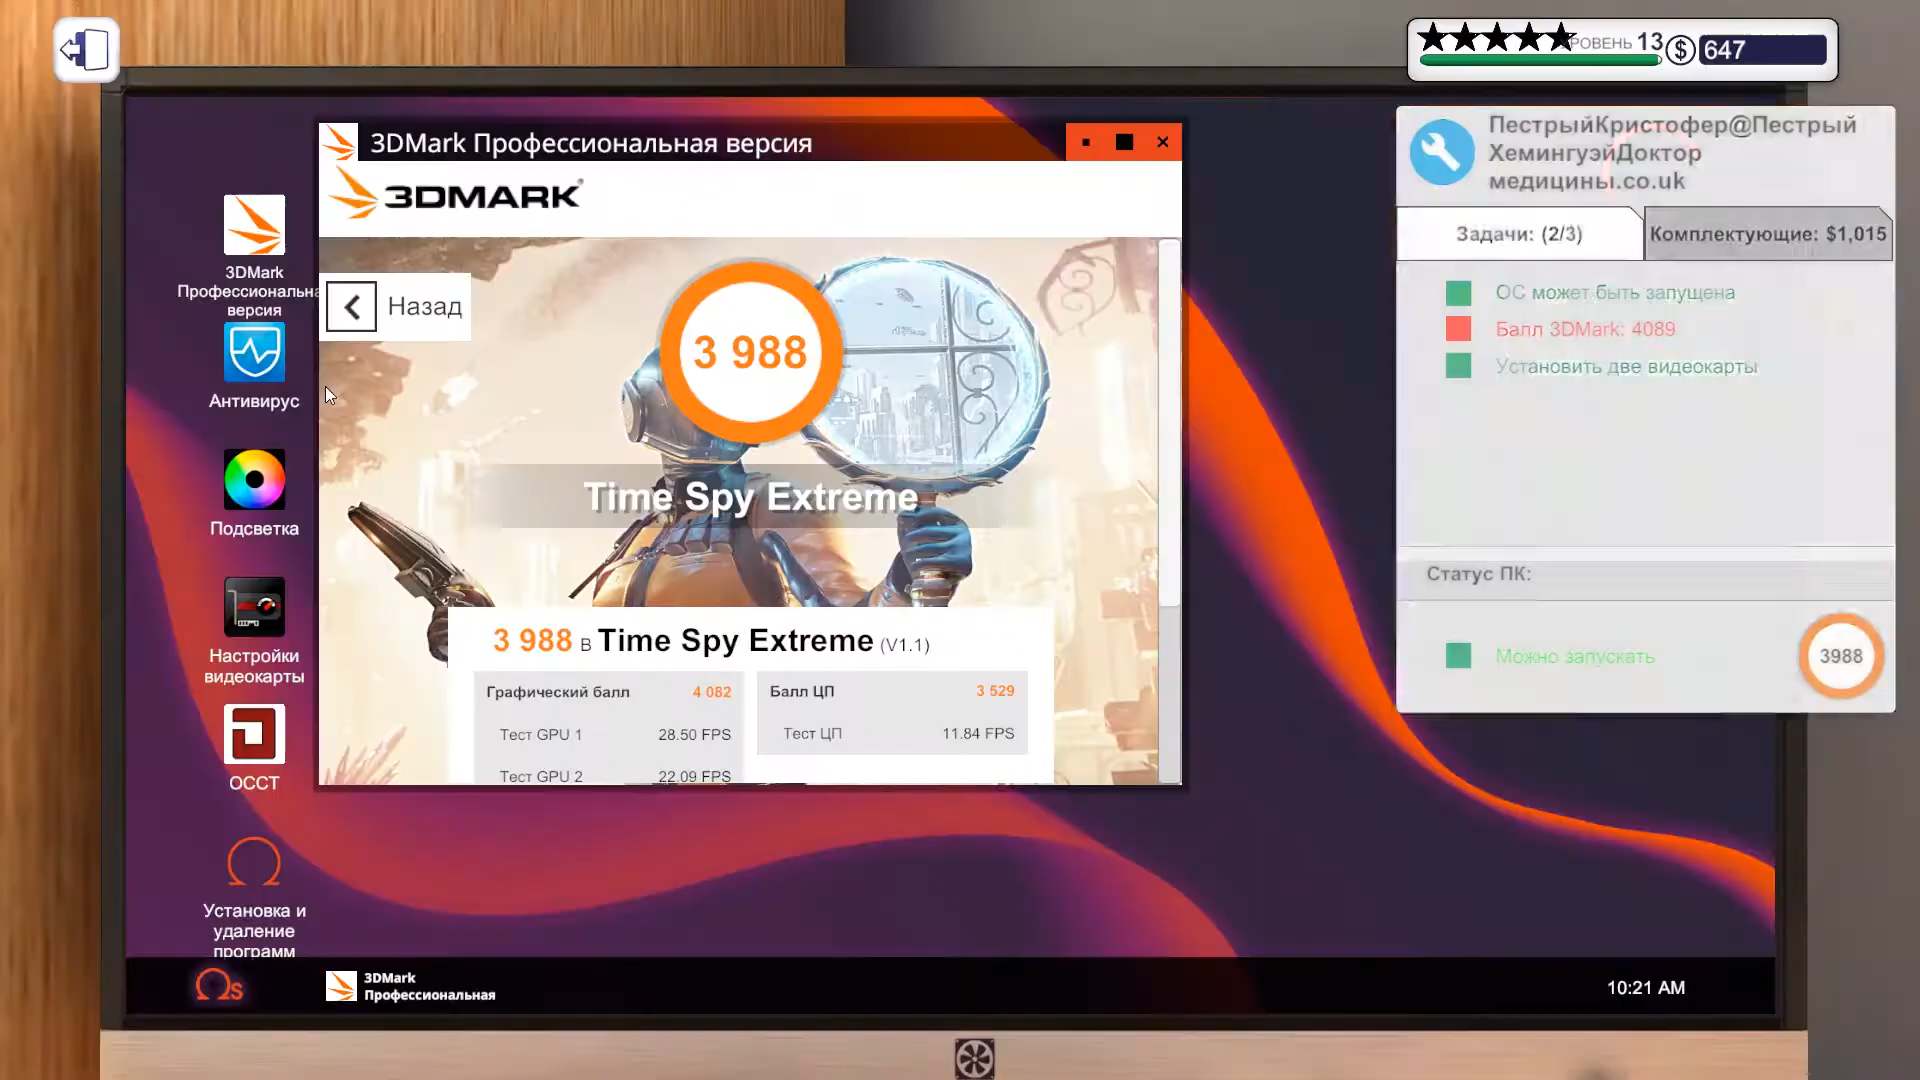 УРОВЕНЬ 13
$ 647
3DMark Профессиональная версия
3DMARK
Назад
3 988
Time Spy Extreme
3 988 В Time Spy Extreme (V1.1)
Графический балл 4 082
Тест GPU 1 28.50 FPS
Тест GPU 2 22.09 FPS
Балл ЦП 3 529
Тест ЦП 11.84 FPS
3DMark
Профессиональна
версия
Антивирус
Подсветка
Настройки
видеокарты
OCCT
Установка и
удаление
программ
ПестрыйКристофер@Пестрый
ХемингуэйДоктор
медицины.co.uk
Задачи: (2/3)
Комплектующие: $1,015
ОС может быть запущена
Балл 3DMark: 4089
Установить две видеокарты
Статус ПК:
Можно запускать
3988
Ωs
3DMark
Профессиональная
10:21 AM